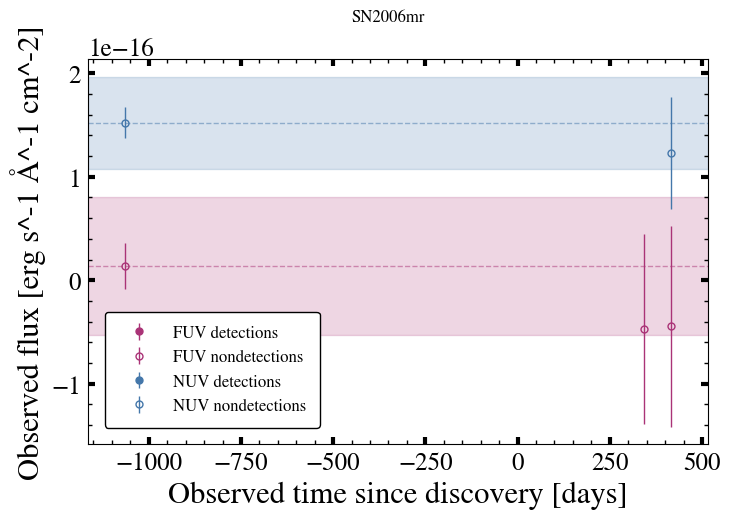 SN2006mr
1e−16
Observed flux [erg s^-1 Å^-1 cm^-2]
2
1
0
−1
FUV detections
FUV nondetections
NUV detections
NUV nondetections
−1000 −750 −500 −250 0 250 500
Observed time since discovery [days]